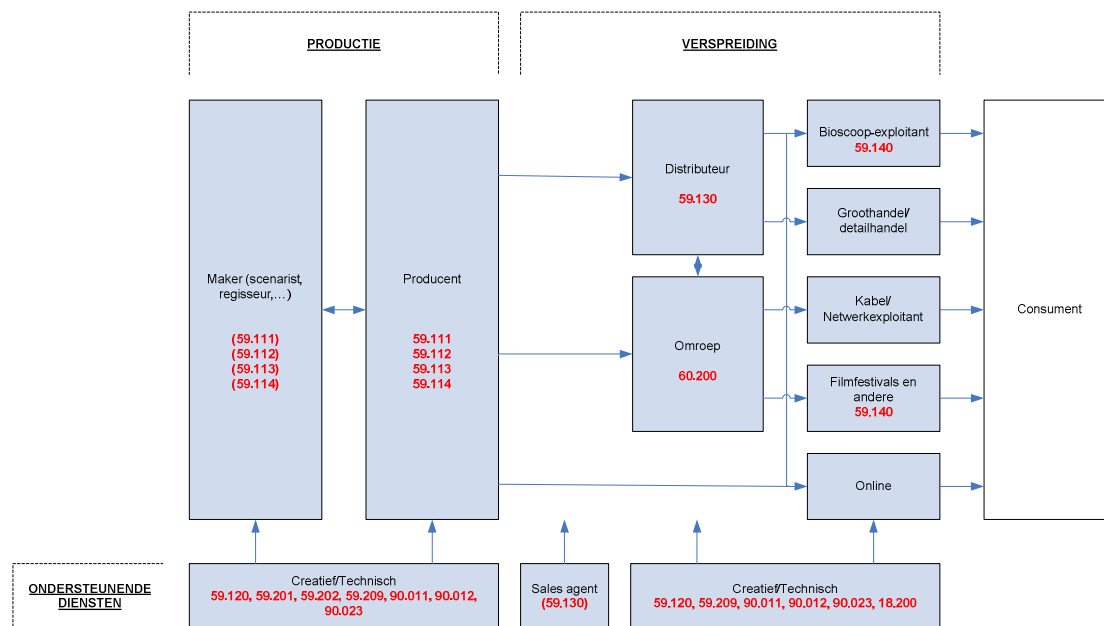 PRODUCTIE
VERSPREIDING
Maker (scenarist,
regisseur,…)
(59.111)
(59.112)
(59.113)
(59.114)
Producent
59.111
59.112
59.113
59.114
Distributeur
59.130
Omroep
60.200
Bioscoop-exploitant
59.140
Groothandel/
detailhandel
Kabel/
Netwerkexploitant
Filmfestivals en
andere
59.140
Online
Consument
ONDERSTEUNENDE
DIENSTEN
Creatief/Technisch
59.120, 59.201, 59.202, 59.209, 90.011, 90.012,
90.023
Sales agent
(59.130)
Creatief/Technisch
59.120, 59.209, 90.011, 90.012, 90.023, 18.200